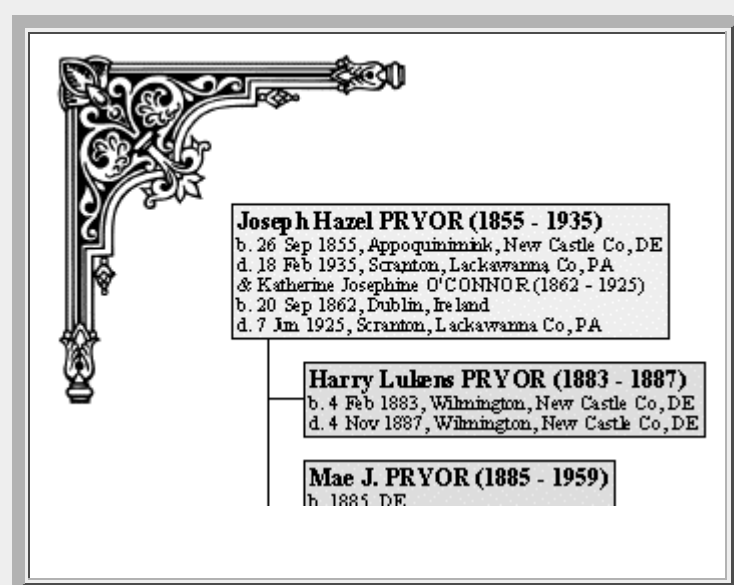 Joseph Hazel PRYOR (1855 - 1935)
b. 26 Sep 1855, Appoquinimink, New Castle Co, DE
d. 18 Feb 1935, Scranton, Lackawanna Co, PA
& Katherine Josephine O'CONNOR (1862 - 1925)
b. 20 Sep 1862, Dublin, Ireland
d. 7 Jun 1925, Scranton, Lackawanna Co, PA
Harry Lukens PRYOR (1883 - 1887)
b. 4 Feb 1883, Wilmington, New Castle Co, DE
d. 4 Nov 1887, Wilmington, New Castle Co, DE
Mae J. PRYOR (1885 - 1959)
b. 1885, DE